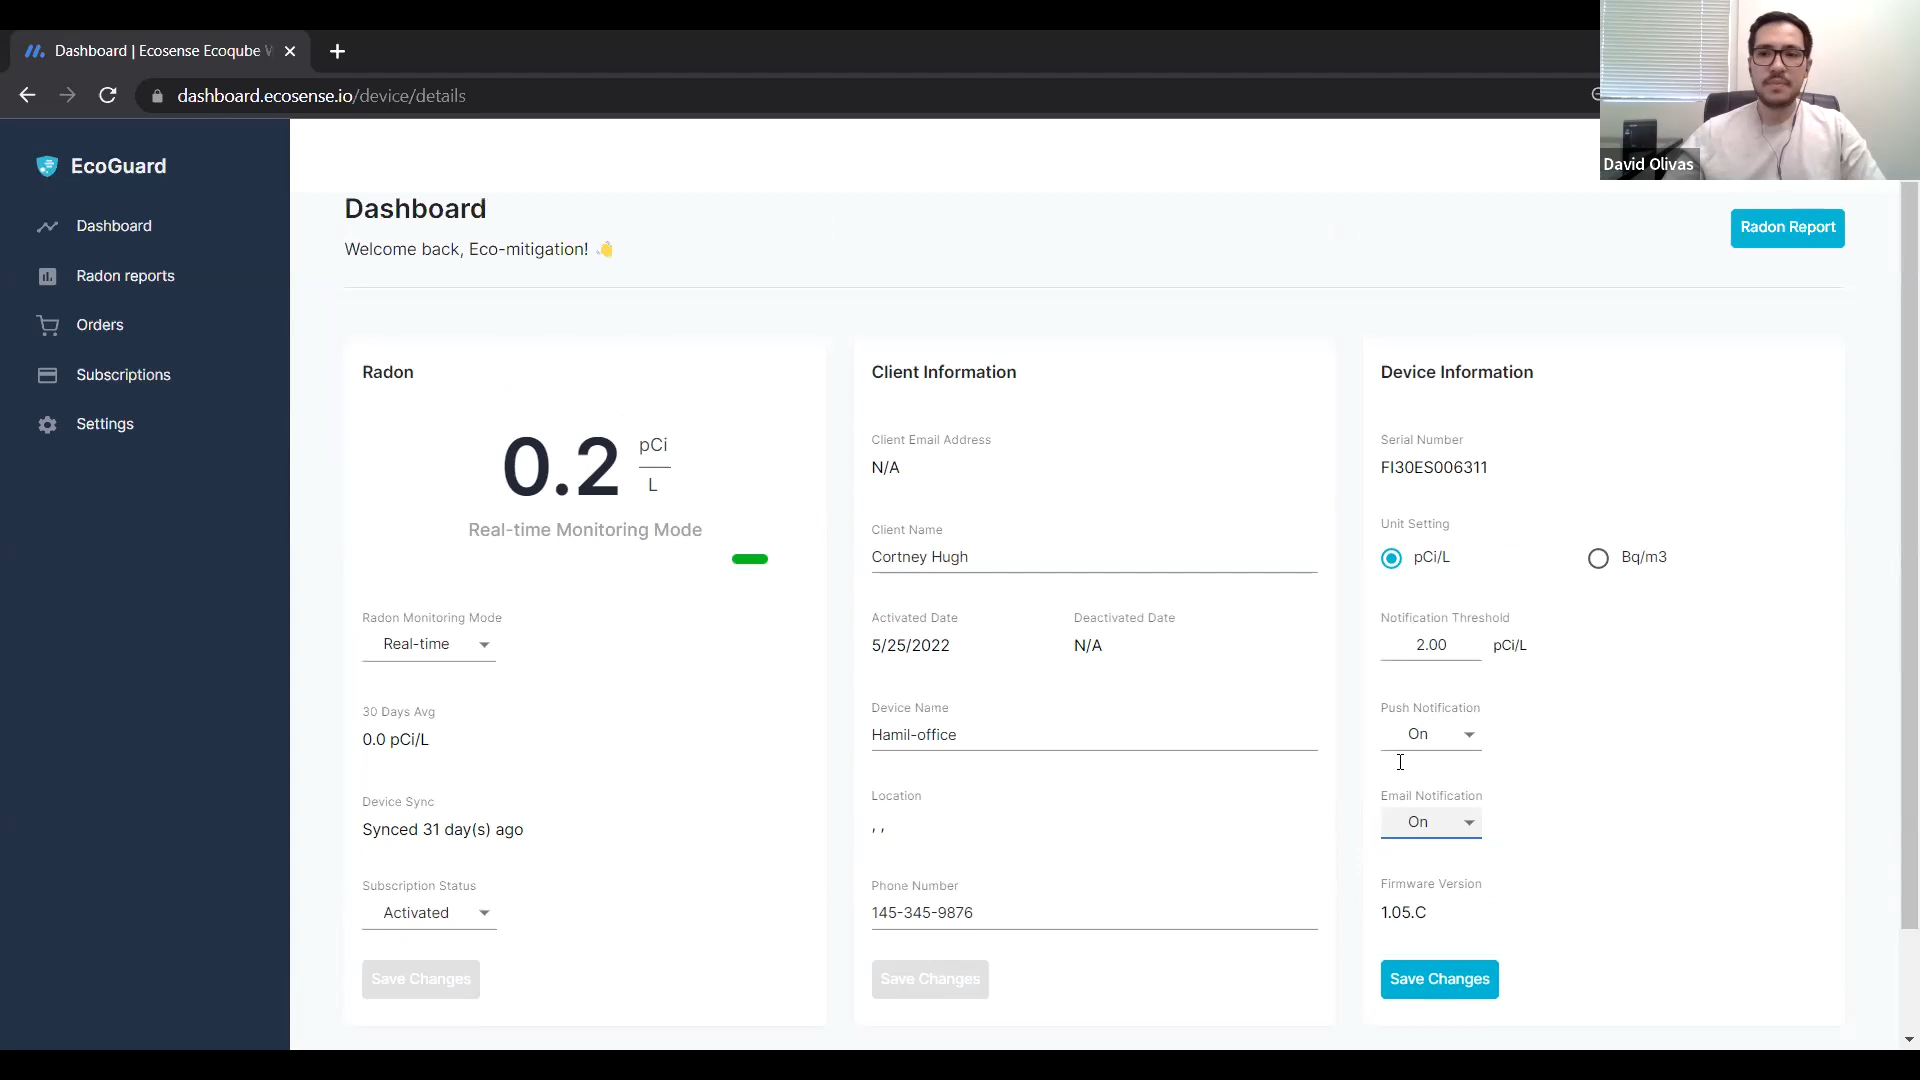 Dashboard | Ecosense Ecoqube V
dashboard.ecosense.io/device/details
David Olivas
EcoGuard
Dashboard
Radon reports
Orders
Subscriptions
Settings
Dashboard
Welcome back, Eco-mitigation! 👋
Radon Report
Radon
0.2 pCi
L
Real-time Monitoring Mode
Radon Monitoring Mode
Real-time
30 Days Avg
0.0 pCi/L
Device Sync
Synced 31 day(s) ago
Subscription Status
Activated
Save Changes
Client Information
Client Email Address
N/A
Client Name
Cortney Hugh
Activated Date Deactivated Date
5/25/2022 N/A
Device Name
Hamil-office
Location
, ,
Phone Number
145-345-9876
Save Changes
Device Information
Serial Number
FI30ES006311
Unit Setting
pCi/L Bq/m3
Notification Threshold
2.00 pCi/L
Push Notification
On
Email Notification
On
Firmware Version
1.05.C
Save Changes